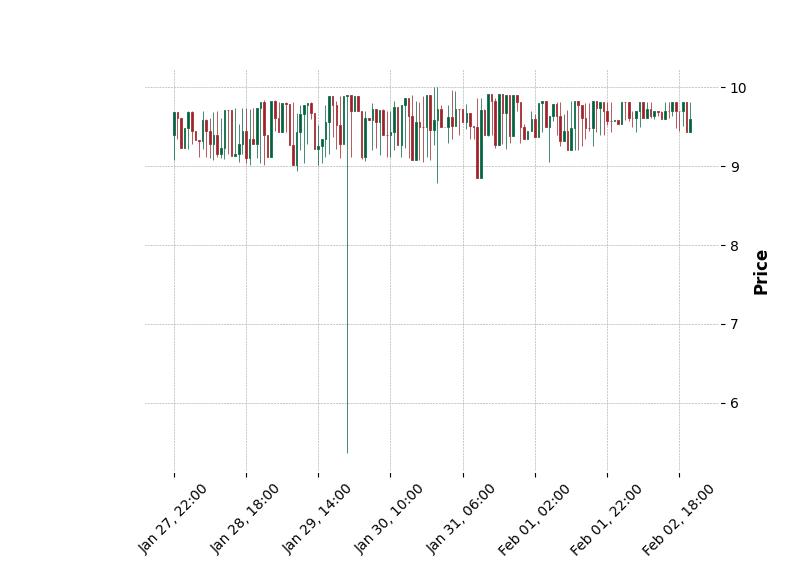 10
9
8
7
6
Price
Jan 27, 22:00
Jan 28, 18:00
Jan 29, 14:00
Jan 30, 10:00
Jan 31, 06:00
Feb 01, 02:00
Feb 01, 22:00
Feb 02, 18:00